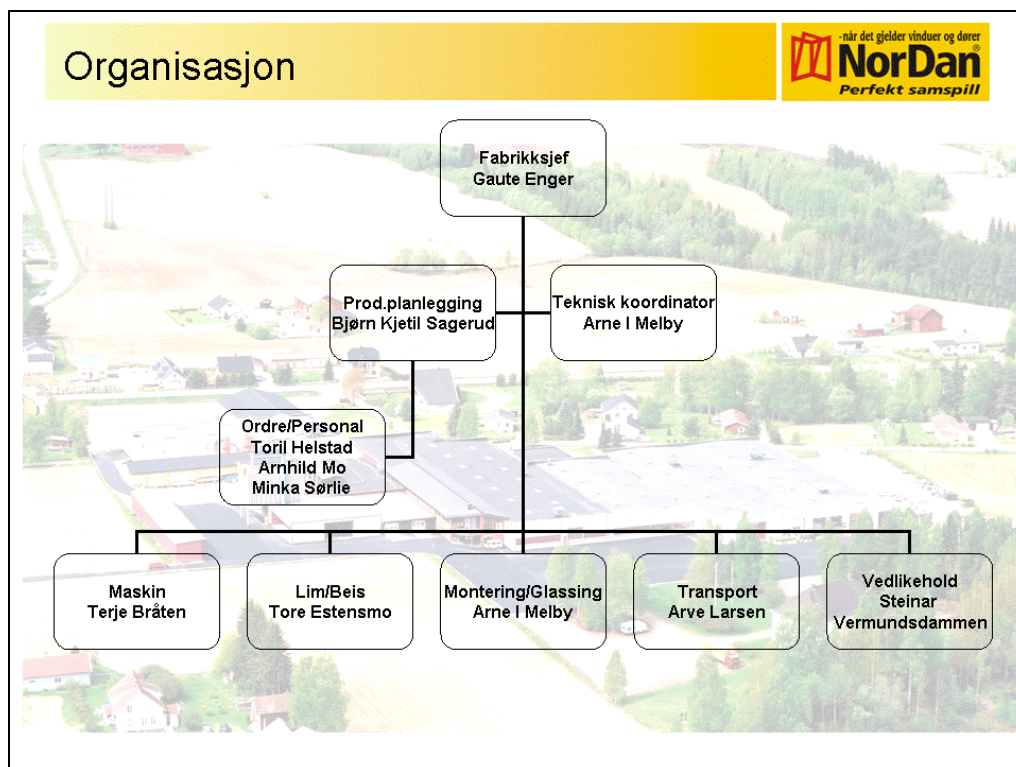 Organisasjon
-når det gjelder vinduer og dører
NorDan®
Perfekt samspill
Fabrikksjef
Gaute Enger
Prod.planlegging
Bjørn Kjetil Sagerud
Teknisk koordinator
Arne I Melby
Ordre/Personal
Toril Helstad
Arnhild Mo
Minka Sørlie
Maskin
Terje Bråten
Lim/Beis
Tore Estensmo
Montering/Glassing
Arne I Melby
Transport
Arve Larsen
Vedlikehold
Steinar
Vermundsdammen